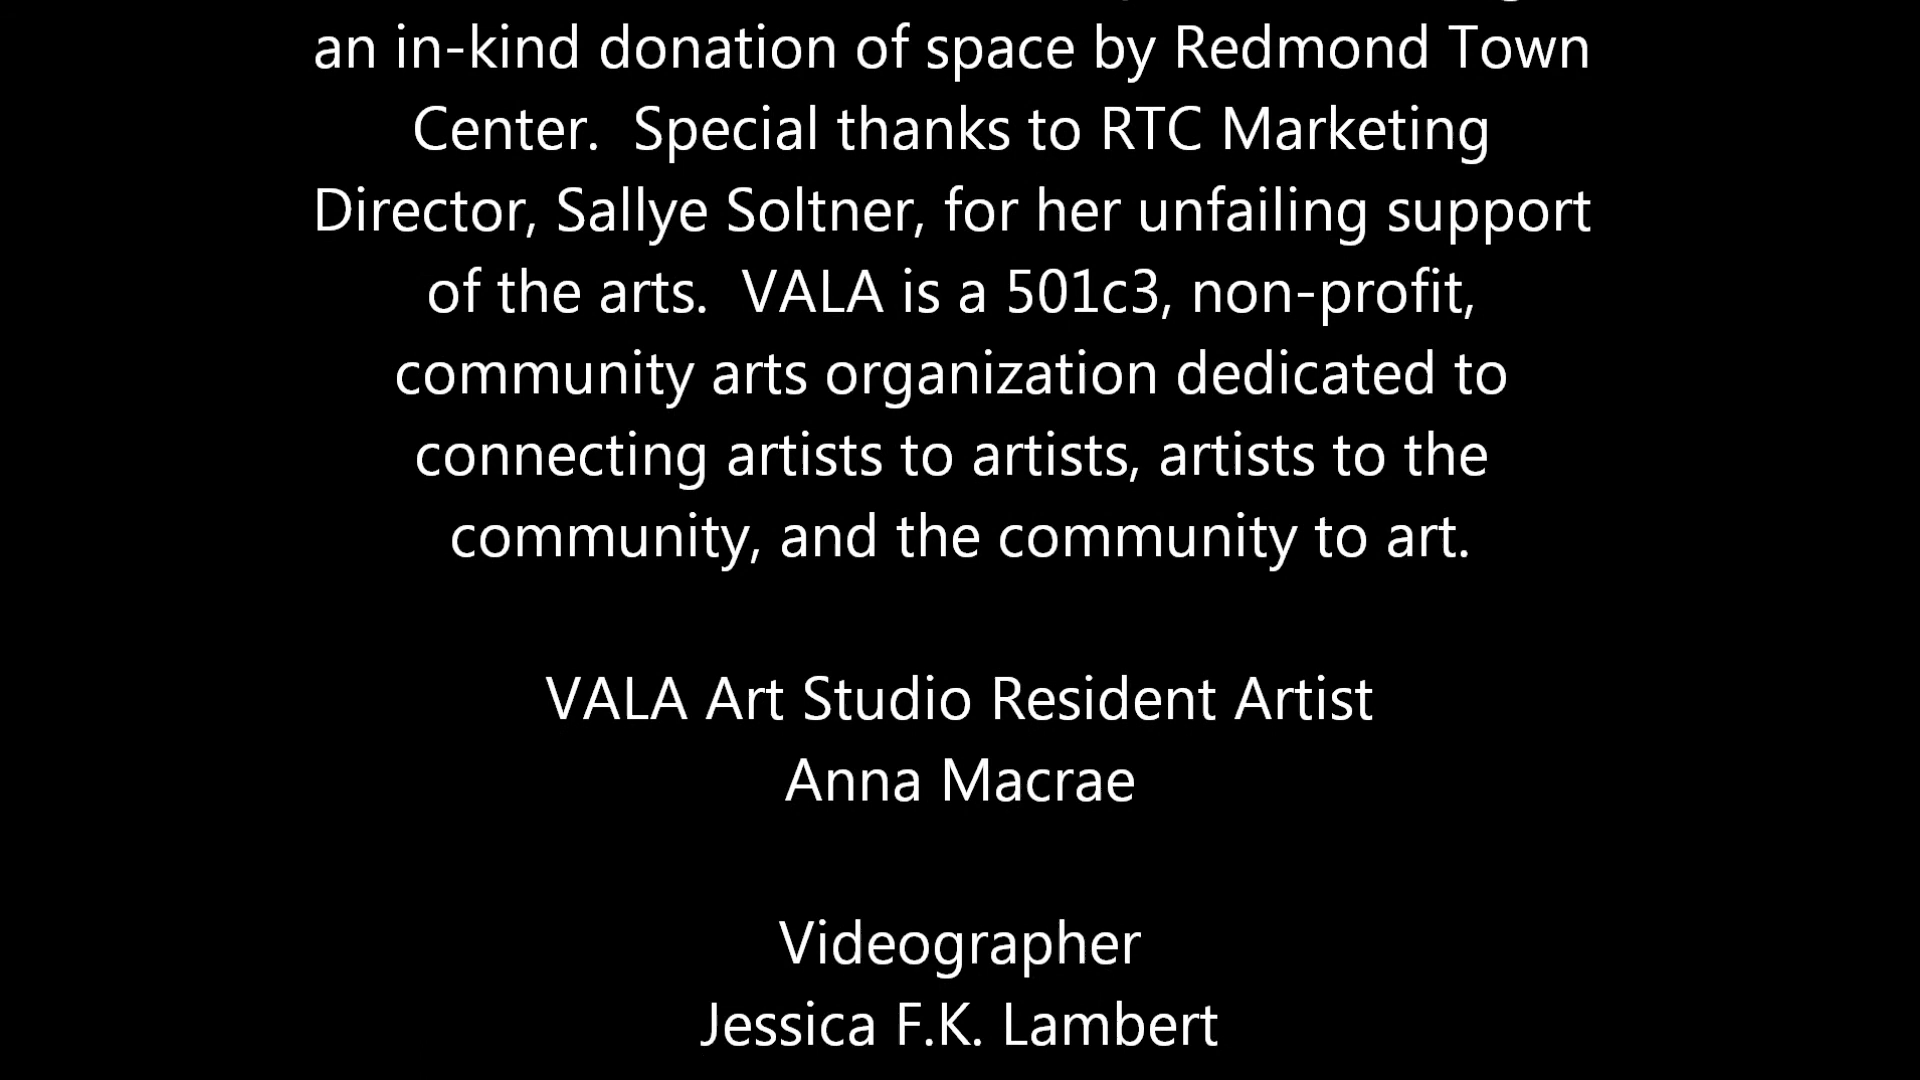 an in-kind donation of space by Redmond Town
Center.  Special thanks to RTC Marketing
Director, Sallye Soltner, for her unfailing support
of the arts.  VALA is a 501c3, non-profit,
community arts organization dedicated to
connecting artists to artists, artists to the
community, and the community to art.
VALA Art Studio Resident Artist
Anna Macrae
Videographer
Jessica F.K. Lambert